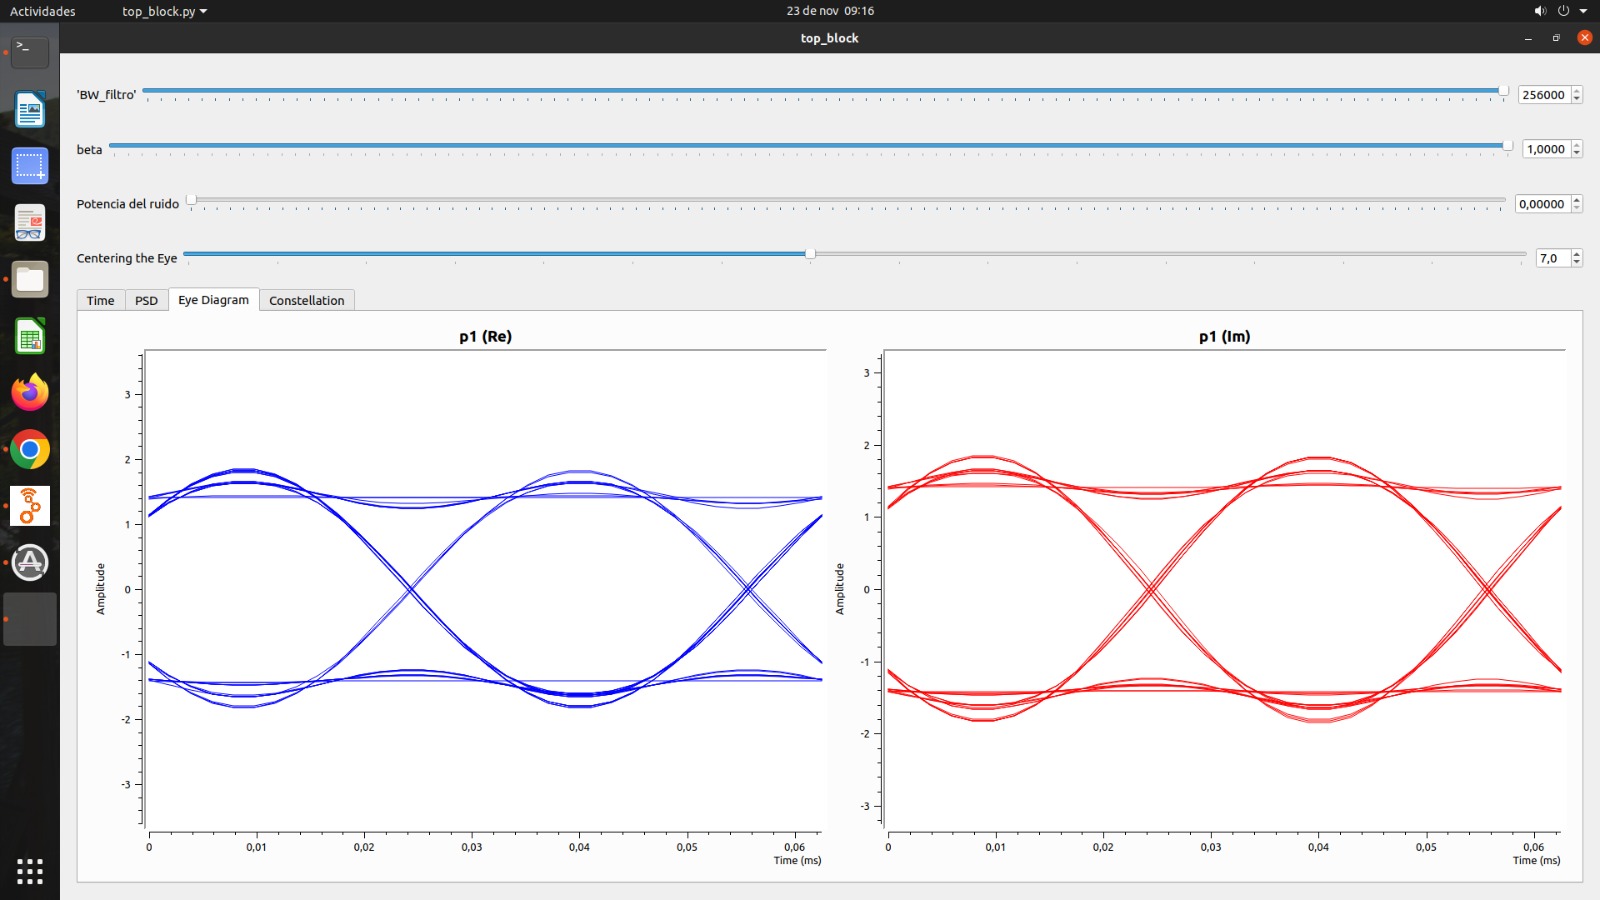 Actividades top_block.py 23 de nov 09:16
top_block
'BW_filtro' 256000
beta 1,0000
Potencia del ruido 0,00000
Centering the Eye 7,0
Time PSD Eye Diagram Constellation
p1 (Re) p1 (Im)
3
2
1
0
-1
-2
-3
Amplitude
0 0,01 0,02 0,03 0,04 0,05 0,06
Time (ms)
3
2
1
0
-1
-2
-3
Amplitude
0 0,01 0,02 0,03 0,04 0,05 0,06
Time (ms)